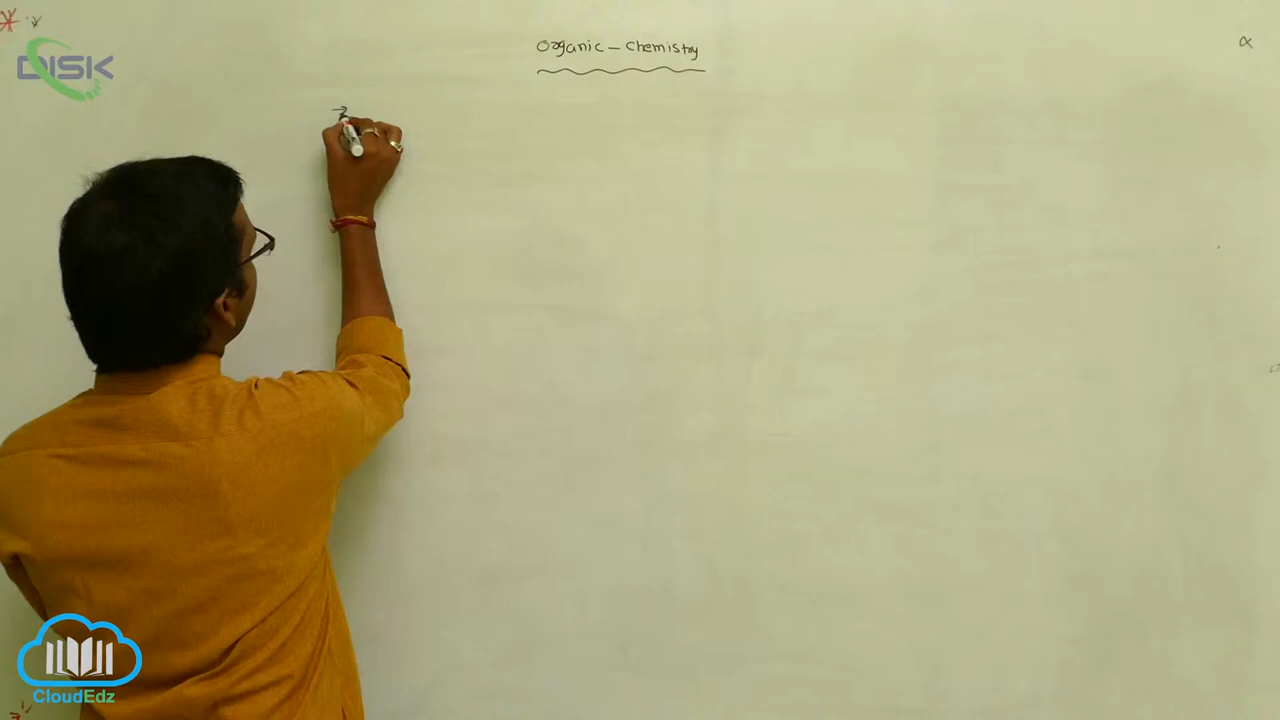 DISK
Organic - Chemistry
α
CloudEdz